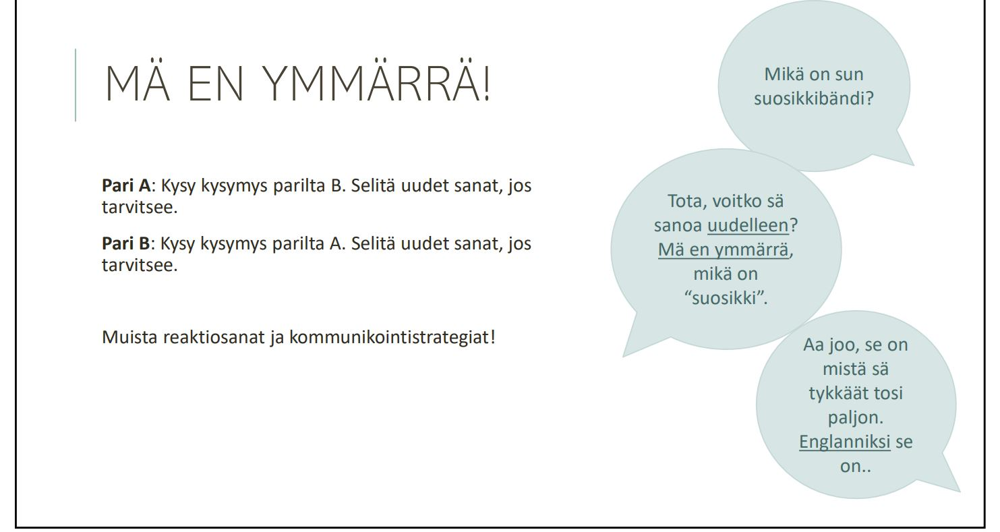 MÄ EN YMMÄRRÄ!
Pari A: Kysy kysymys parilta B. Selitä uudet sanat, jos
tarvitsee.
Pari B: Kysy kysymys parilta A. Selitä uudet sanat, jos
tarvitsee.
Muista reaktiosanat ja kommunikointistrategiat!
Mikä on sun
suosikkibändi?
Tota, voitko sä
sanoa uudelleen?
Mä en ymmärrä,
mikä on
“suosikki”.
Aa joo, se on
mistä sä
tykkäät tosi
paljon.
Englanniksi se
on..